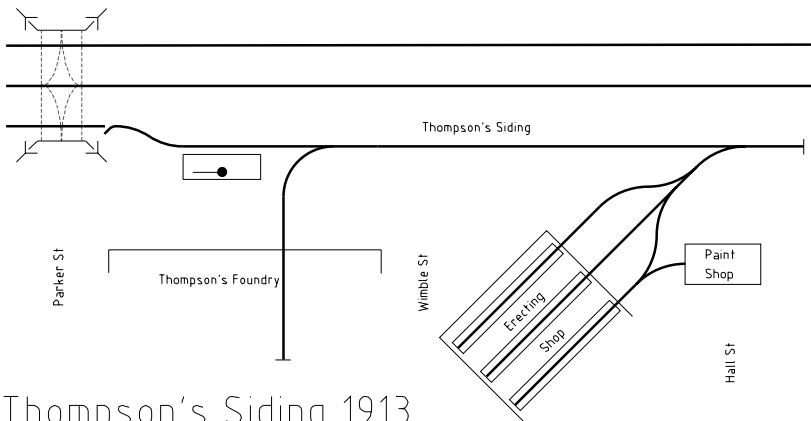 Thompson's Siding
Parker St
Thompson's Foundry
Wimble St
Erecting
Shop
Paint
Shop
Hall St
Thompson's Siding 1913